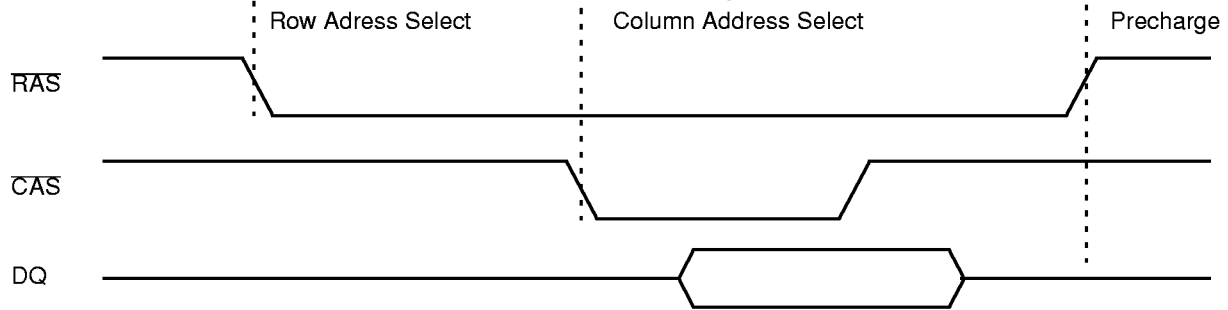 Row Adress Select
Column Address Select
Precharge
RAS
CAS
DQ